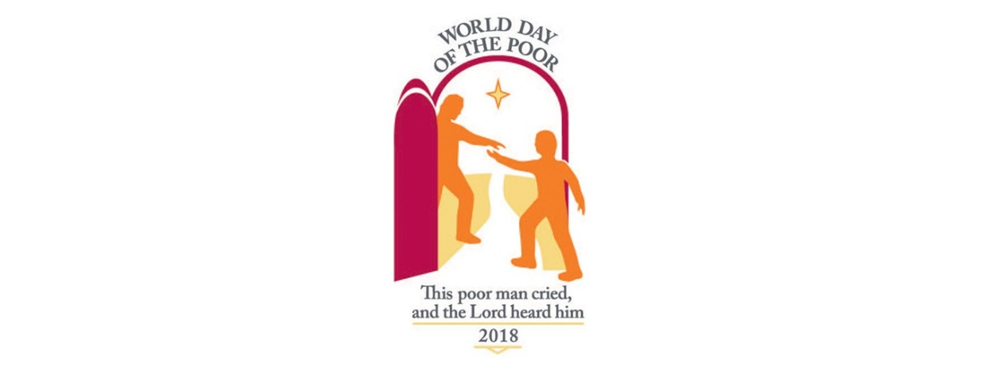 WORLD DAY
OF THE POOR
This poor man cried,
and the Lord heard him
2018